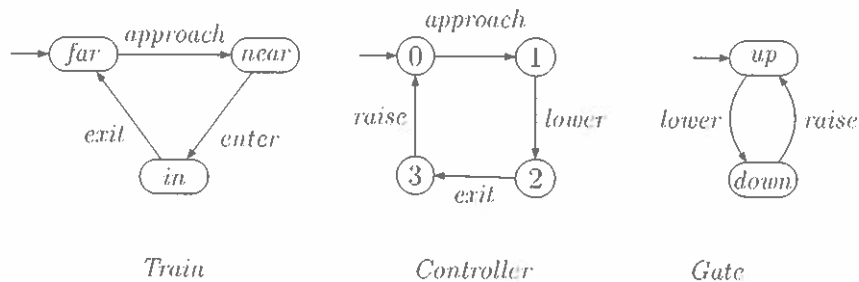 approach
approach
far
near
0
1
up
exit
enter
raise
lower
lower
raise
in
3
exit
2
down
Train
Controller
Gate